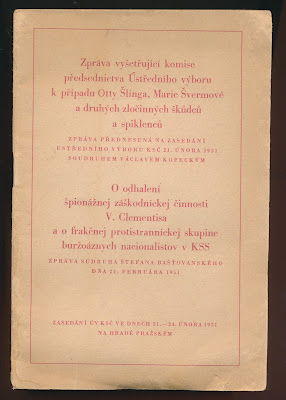 Zpráva vyšetřující komise
předsednictva Ústředního výboru
k případu Otty Šlinga, Marie Švermové
a druhých zločinných škůdců
a spiklenců
ZPRÁVA PŘEDNESENÁ NA ZASEDÁNÍ
ÚSTŘEDNÍHO VÝBORU KSČ 21. ÚNORA 1951
SOUDRUHEM VÁCLAVEM KOPECKÝM
O odhalení
špionážnej záškodníckej činnosti
V. Clementisa
a o frakčnej protistranníckej skupine
buržoáznych nacionalistov v KSS
ZPRÁVA SÚDRUHA ŠTEFANA BAŠŤOVANSKÉHO
DŇA 21. FEBRUÁRA 1951
ZASEDÁNÍ ÚV KSČ VE DNECH 21.—24. ÚNORA 1951
NA HRADĚ PRAŽSKÉM